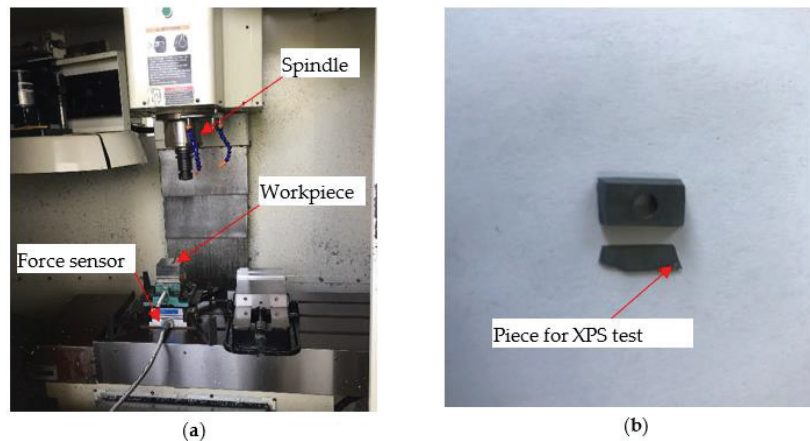 Spindle
Workpiece
Force sensor
Piece for XPS test
(a)
(b)